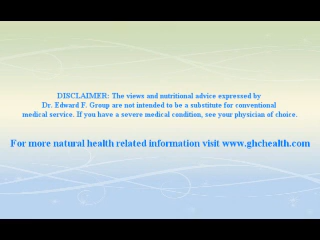 DISCLAIMER: The views and nutritional advice expressed by
Dr. Edward F. Group are not intended to be a substitute for conventional
medical service. If you have a severe medical condition, see your physician of choice.
For more natural health related information visit www.ghchealth.com